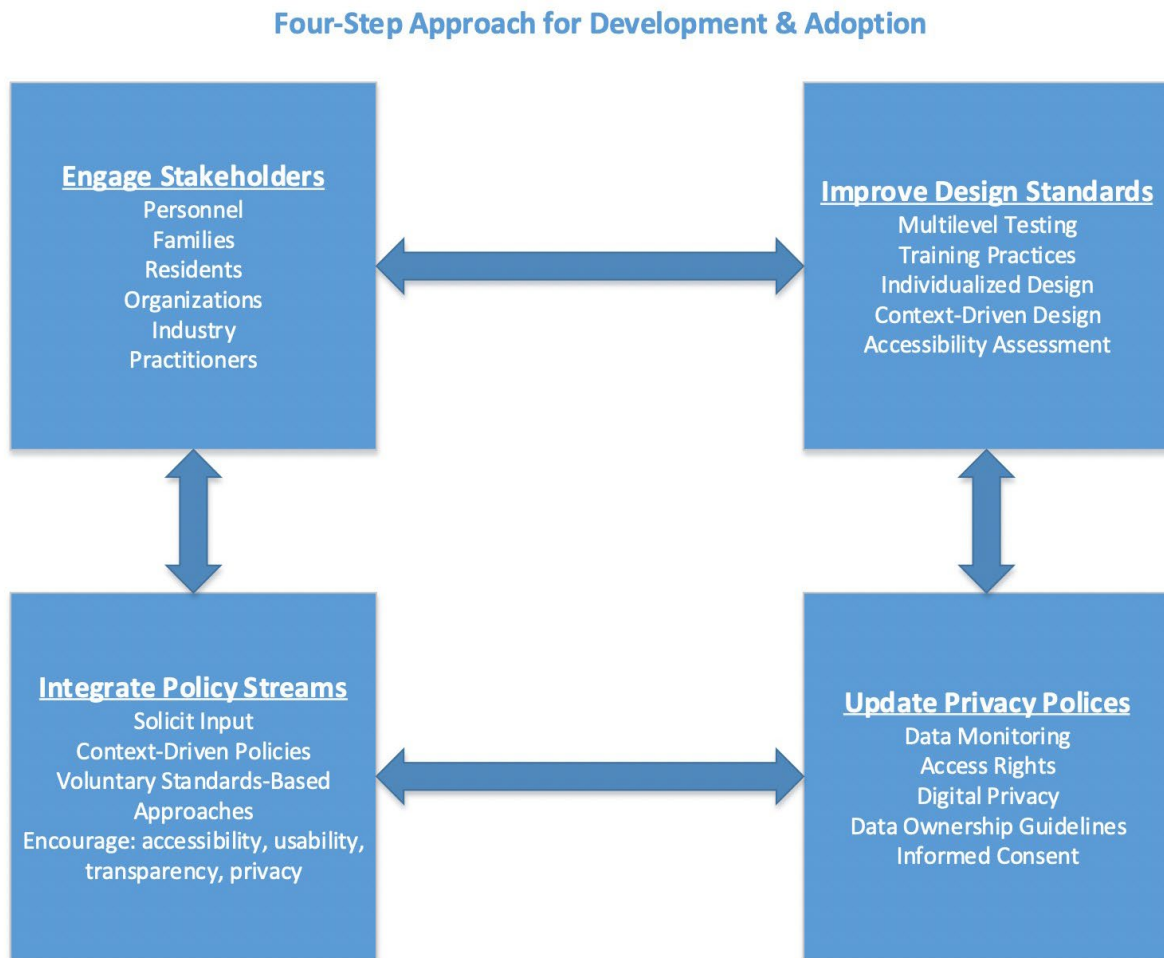 Four-Step Approach for Development & Adoption
Engage Stakeholders
Personnel
Families
Residents
Organizations
Industry
Practitioners
Improve Design Standards
Multilevel Testing
Training Practices
Individualized Design
Context-Driven Design
Accessibility Assessment
Integrate Policy Streams
Solicit Input
Context-Driven Policies
Voluntary Standards-Based
Approaches
Encourage: accessibility, usability,
transparency, privacy
Update Privacy Polices
Data Monitoring
Access Rights
Digital Privacy
Data Ownership Guidelines
Informed Consent